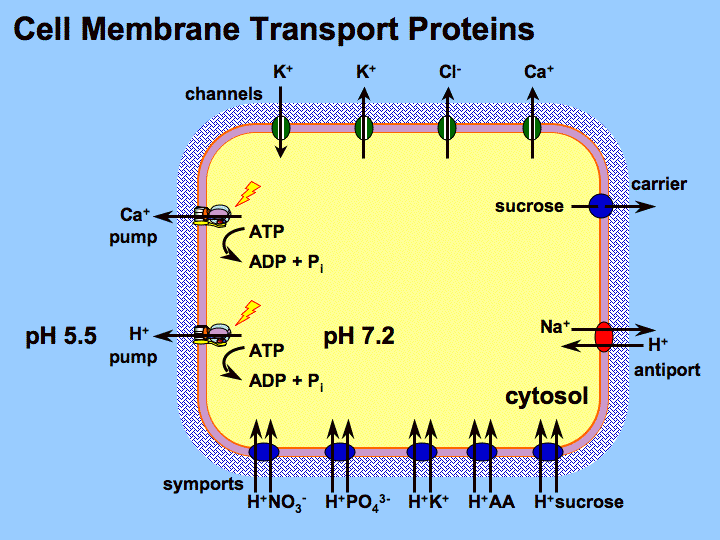 Cell Membrane Transport Proteins
K⁺ K⁺ Cl⁻ Ca⁺
channels
carrier
sucrose
Ca⁺
pump
ATP
ADP + Pᵢ
pH 5.5
H⁺
pump
pH 7.2
ATP
ADP + Pᵢ
Na⁺
H⁺
antiport
cytosol
symports
H⁺NO₃⁻ H⁺PO₄³⁻ H⁺K⁺ H⁺AA H⁺sucrose